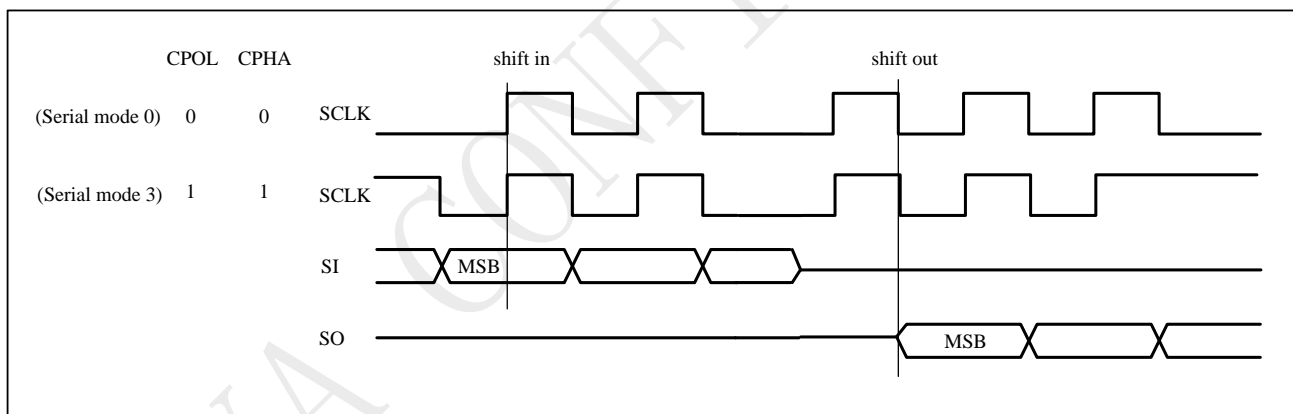 CPOL CPHA shift in shift out
(Serial mode 0) 0 0 SCLK
(Serial mode 3) 1 1 SCLK
SI MSB
SO MSB